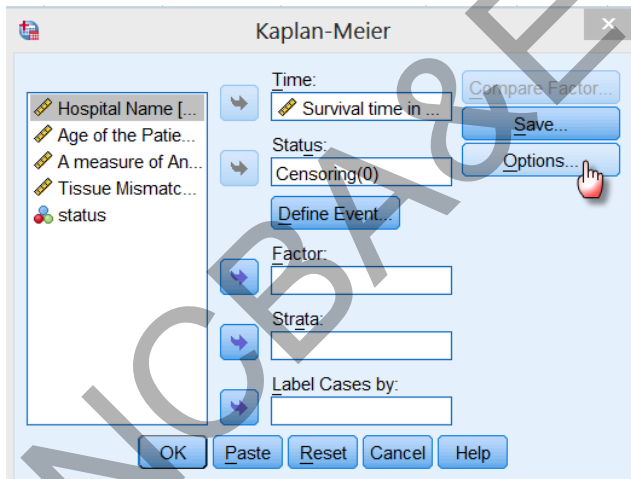 Kaplan-Meier
Hospital Name [...
Age of the Patie...
A measure of An...
Tissue Mismatc...
status
Time:
Survival time in ...
Status:
Censoring(0)
Define Event...
Factor:
Strata:
Label Cases by:
Compare Factor...
Save...
Options...
OK Paste Reset Cancel Help
NCBA&E